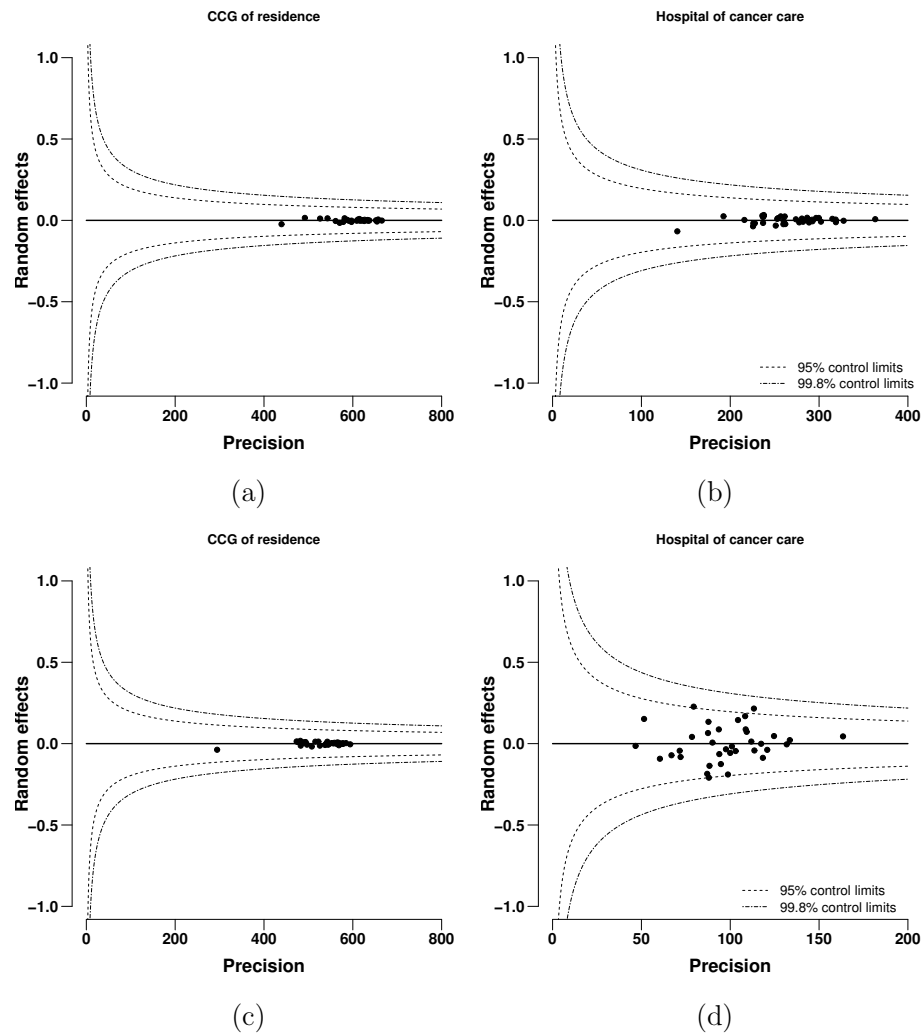 CCG of residence
Random effects
1.0
0.5
0.0
−0.5
−1.0
0
200
400
600
800
Precision
(a)
Hospital of cancer care
Random effects
1.0
0.5
0.0
−0.5
−1.0
95% control limits
99.8% control limits
0
100
200
300
400
Precision
(b)
CCG of residence
Random effects
1.0
0.5
0.0
−0.5
−1.0
0
200
400
600
800
Precision
(c)
Hospital of cancer care
Random effects
1.0
0.5
0.0
−0.5
−1.0
95% control limits
99.8% control limits
0
50
100
150
200
Precision
(d)